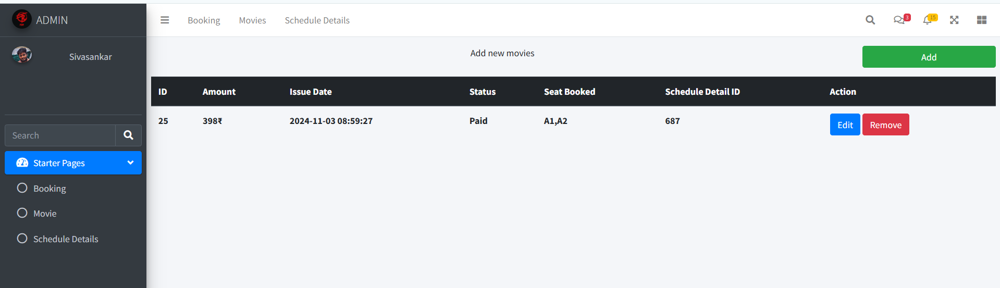 ADMIN
Booking Movies Schedule Details
3
15
Sivasankar
Add new movies
Add
ID Amount Issue Date Status Seat Booked Schedule Detail ID Action
25 398₹ 2024-11-03 08:59:27 Paid A1,A2 687 Edit Remove
Search
Starter Pages
Booking
Movie
Schedule Details